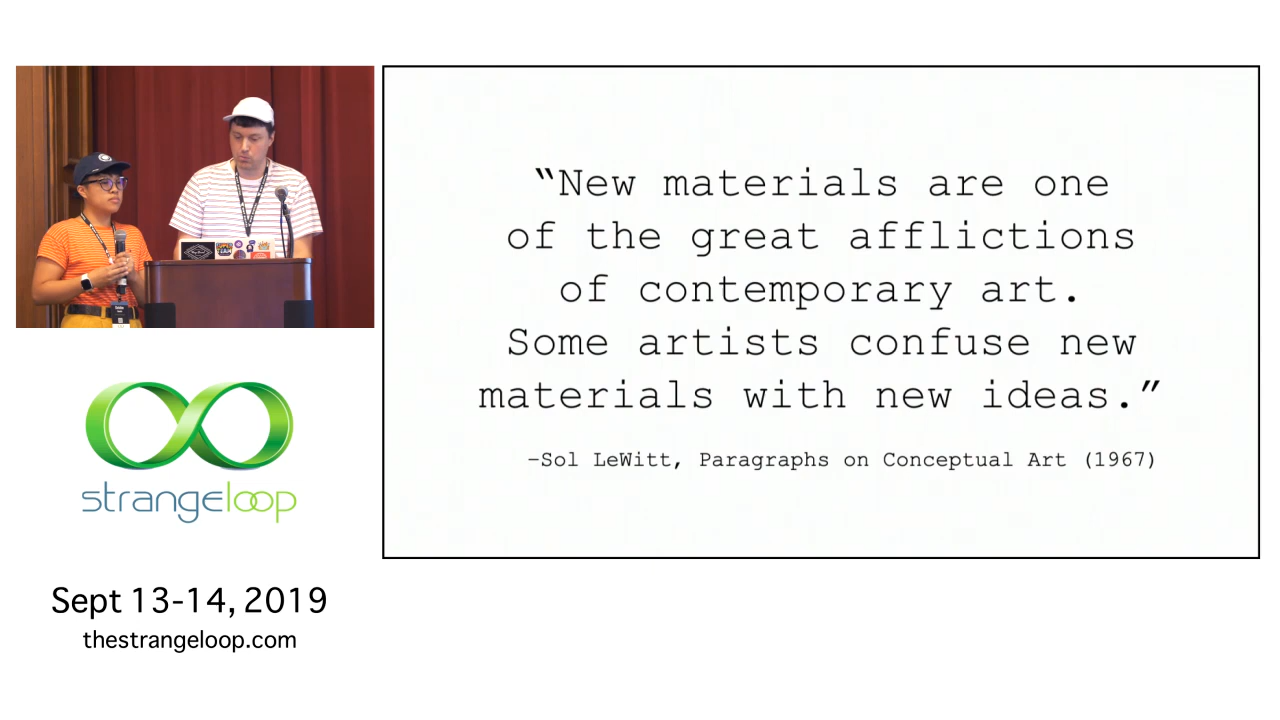 “New materials are one
of the great afflictions
of contemporary art.
Some artists confuse new
materials with new ideas.”
–Sol LeWitt, Paragraphs on Conceptual Art (1967)
strangeloop
Sept 13-14, 2019
thestrangeloop.com